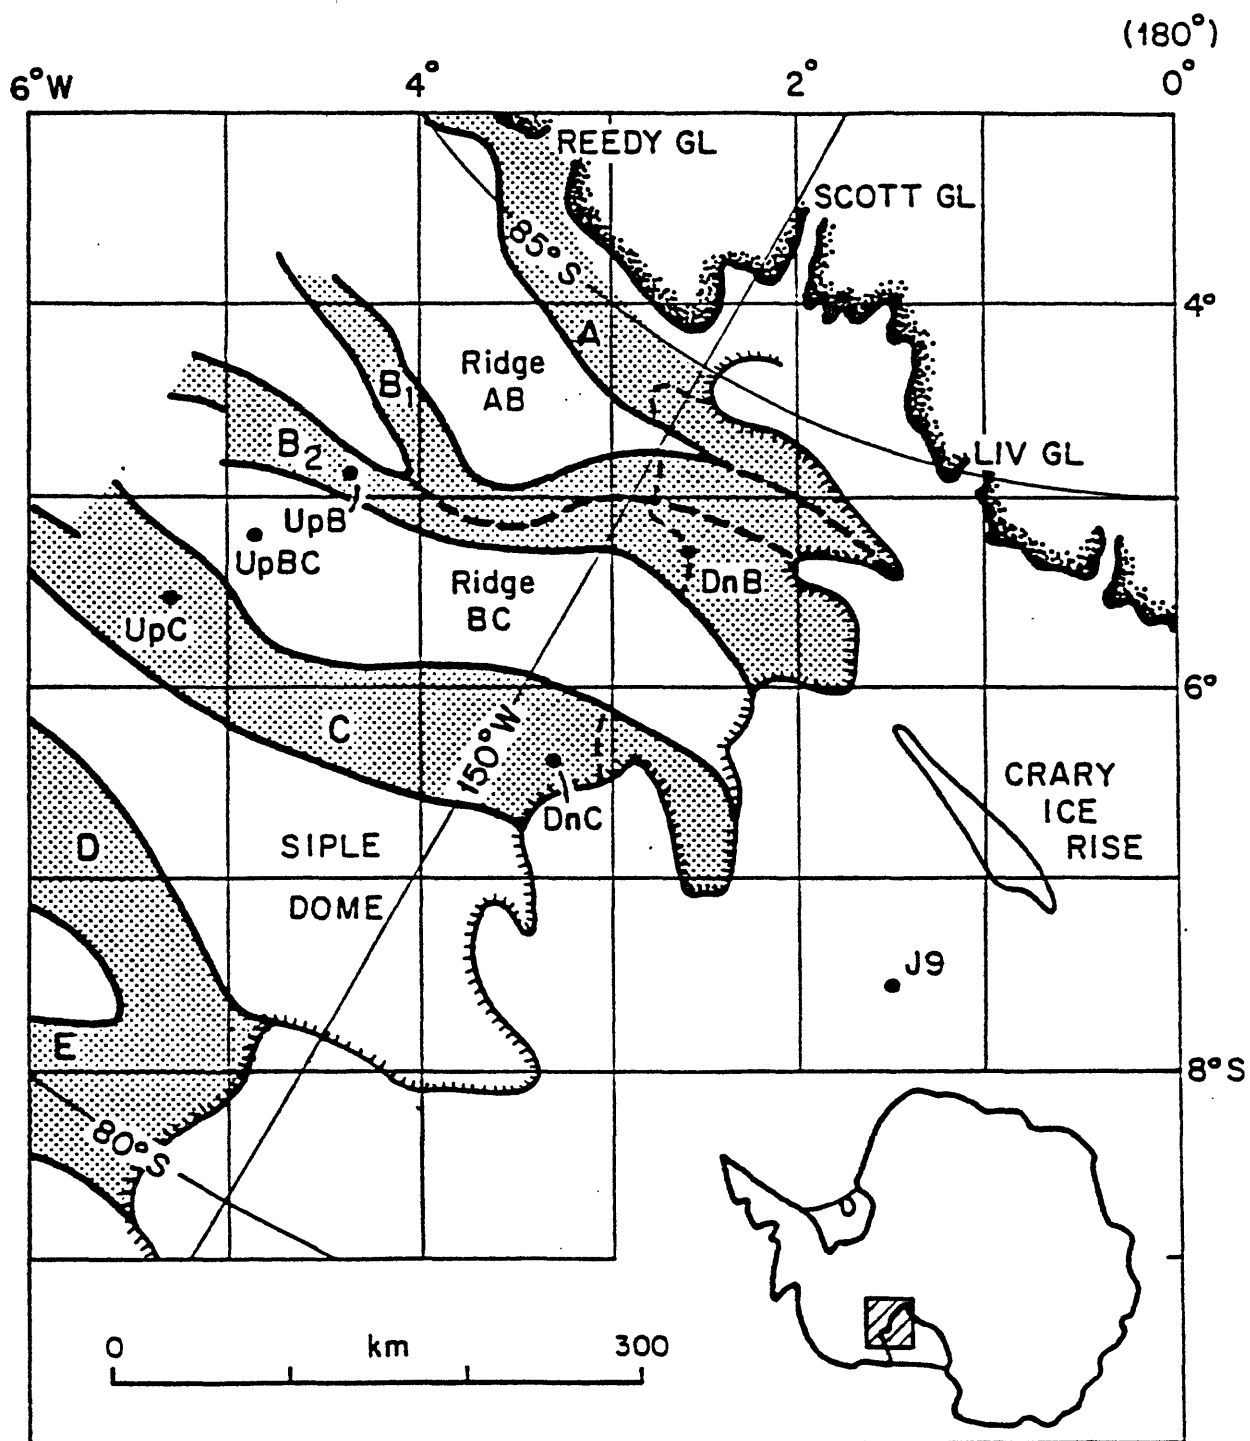 (180°)
6°W
4°
2°
0°
REEDY GL
SCOTT GL
85°S
4°
A
Ridge
AB
B1
LIV GL
B2
UpB
UpBC
DnB
Ridge
BC
UpC
6°
C
150°W
CRARY
ICE
RISE
DnC
SIPLE
DOME
D
J9
E
8°S
80°S
0
km
300